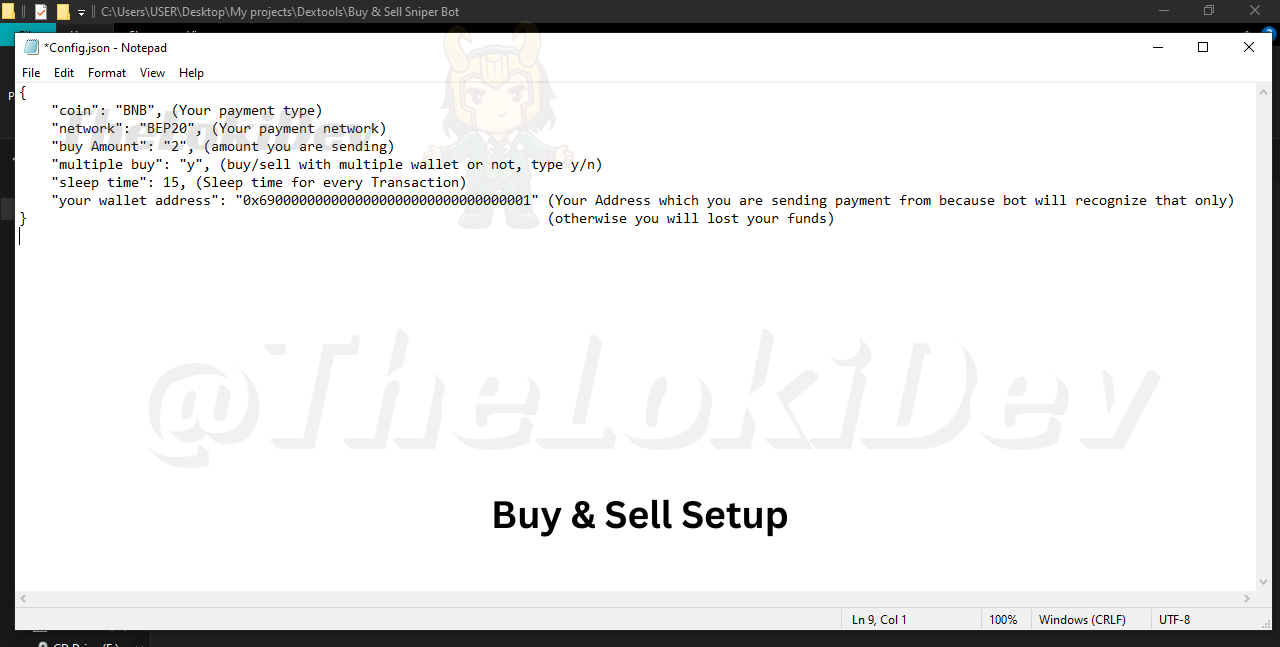 C:\Users\USER\Desktop\My projects\Dextools\Buy & Sell Sniper Bot
*Config.json - Notepad
File Edit Format View Help
{
"coin": "BNB", (Your payment type)
"network": "BEP20", (Your payment network)
"buy Amount": "2", (amount you are sending)
"multiple buy": "y", (buy/sell with multiple wallet or not, type y/n)
"sleep time": 15, (Sleep time for every Transaction)
"your wallet address": "0x6900000000000000000000000000000001" (Your Address which you are sending payment from because bot will recognize that only)
} (otherwise you will lost your funds)
TheLokiDev
@TheLokiDev
Buy & Sell Setup
Ln 9, Col 1 100% Windows (CRLF) UTF-8